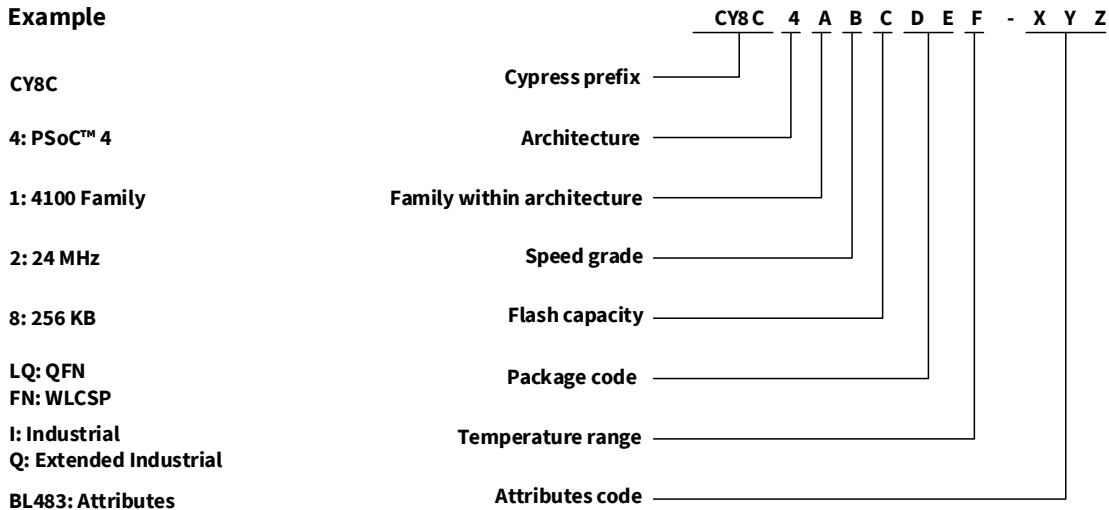 Example CY8C 4 A B C D E F - X Y Z
CY8C Cypress prefix
4: PSoC™ 4 Architecture
1: 4100 Family Family within architecture
2: 24 MHz Speed grade
8: 256 KB Flash capacity
LQ: QFN
FN: WLCSP
Package code
I: Industrial
Q: Extended Industrial
Temperature range
BL483: Attributes Attributes code